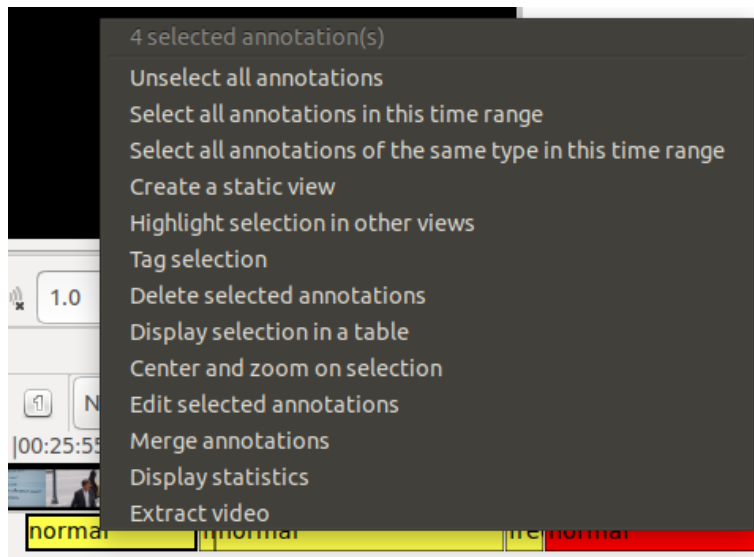 4 selected annotation(s)
Unselect all annotations
Select all annotations in this time range
Select all annotations of the same type in this time range
Create a static view
Highlight selection in other views
Tag selection
Delete selected annotations
1.0
Display selection in a table
Center and zoom on selection
Edit selected annotations
N
Merge annotations
|00:25:55
Display statistics
Extract video
normal normal normal